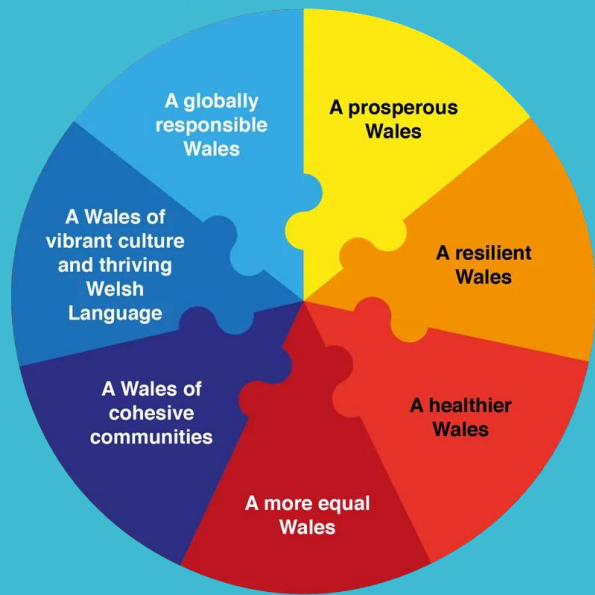 A globally
responsible
Wales
A prosperous
Wales
A Wales of
vibrant culture
and thriving
Welsh
Language
A resilient
Wales
A Wales of
cohesive
communities
A healthier
Wales
A more equal
Wales